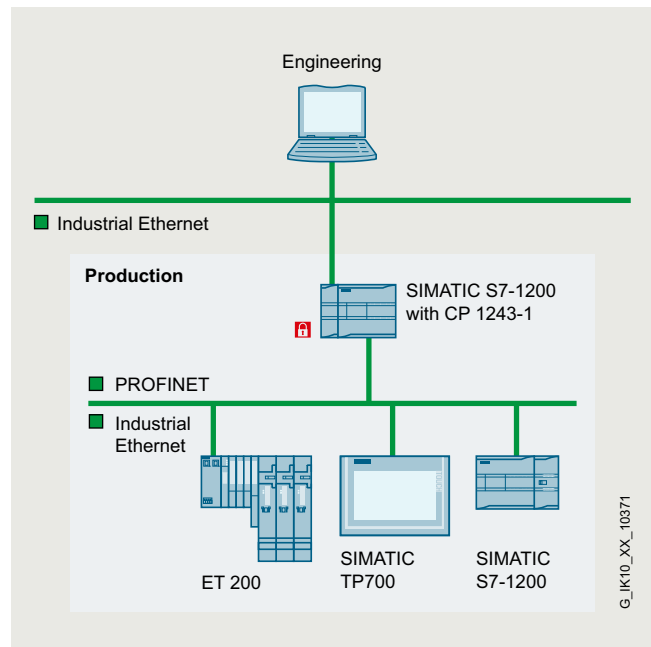 Engineering
Industrial Ethernet
Production
SIMATIC S7-1200
with CP 1243-1
PROFINET
Industrial
Ethernet
ET 200
SIMATIC
TP700
SIMATIC
S7-1200
G_IK10_XX_10371